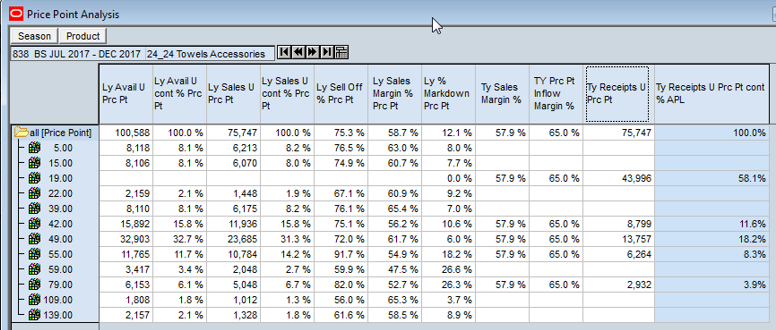 Price Point Analysis
Season Product
838 BS JUL 2017 - DEC 2017 24_24 Towels Accessories
Ly Avail U Prc Pt Ly Avail U cont % Prc Pt Ly Sales U Prc Pt Ly Sales U cont % Prc Pt Ly Sell Off % Prc Pt Ly Sales Margin % Prc Pt Ly % Markdown Prc Pt Ty Sales Margin % TY Prc Pt Inflow Margin % Ty Receipts U Prc Pt Ty Receipts U Prc Pt cont % APL
all [Price Point] 100,588 100.0 % 75,747 100.0 % 75.3 % 58.7 % 12.1 % 57.9 % 65.0 % 75,747 100.0%
5.00 8,118 8.1 % 6,213 8.2 % 76.5 % 63.0 % 8.0 %
15.00 8,106 8.1 % 6,070 8.0 % 74.9 % 60.7 % 7.7 %
19.00 0.0 % 57.9 % 65.0 % 43,996 58.1%
22.00 2,159 2.1 % 1,448 1.9 % 67.1 % 60.9 % 9.2 %
39.00 8,110 8.1 % 6,175 8.2 % 76.1 % 65.4 % 7.0 %
42.00 15,892 15.8 % 11,936 15.8 % 75.1 % 56.2 % 10.6 % 57.9 % 65.0 % 8,799 11.6%
49.00 32,903 32.7 % 23,685 31.3 % 72.0 % 61.7 % 6.0 % 57.9 % 65.0 % 13,757 18.2%
55.00 11,765 11.7 % 10,784 14.2 % 91.7 % 54.9 % 18.2 % 57.9 % 65.0 % 6,264 8.3%
59.00 3,417 3.4 % 2,048 2.7 % 59.9 % 47.5 % 26.6 %
79.00 6,153 6.1 % 5,048 6.7 % 82.0 % 52.7 % 26.3 % 57.9 % 65.0 % 2,932 3.9%
109.00 1,808 1.8 % 1,012 1.3 % 56.0 % 65.3 % 3.7 %
139.00 2,157 2.1 % 1,328 1.8 % 61.6 % 58.5 % 8.9 %